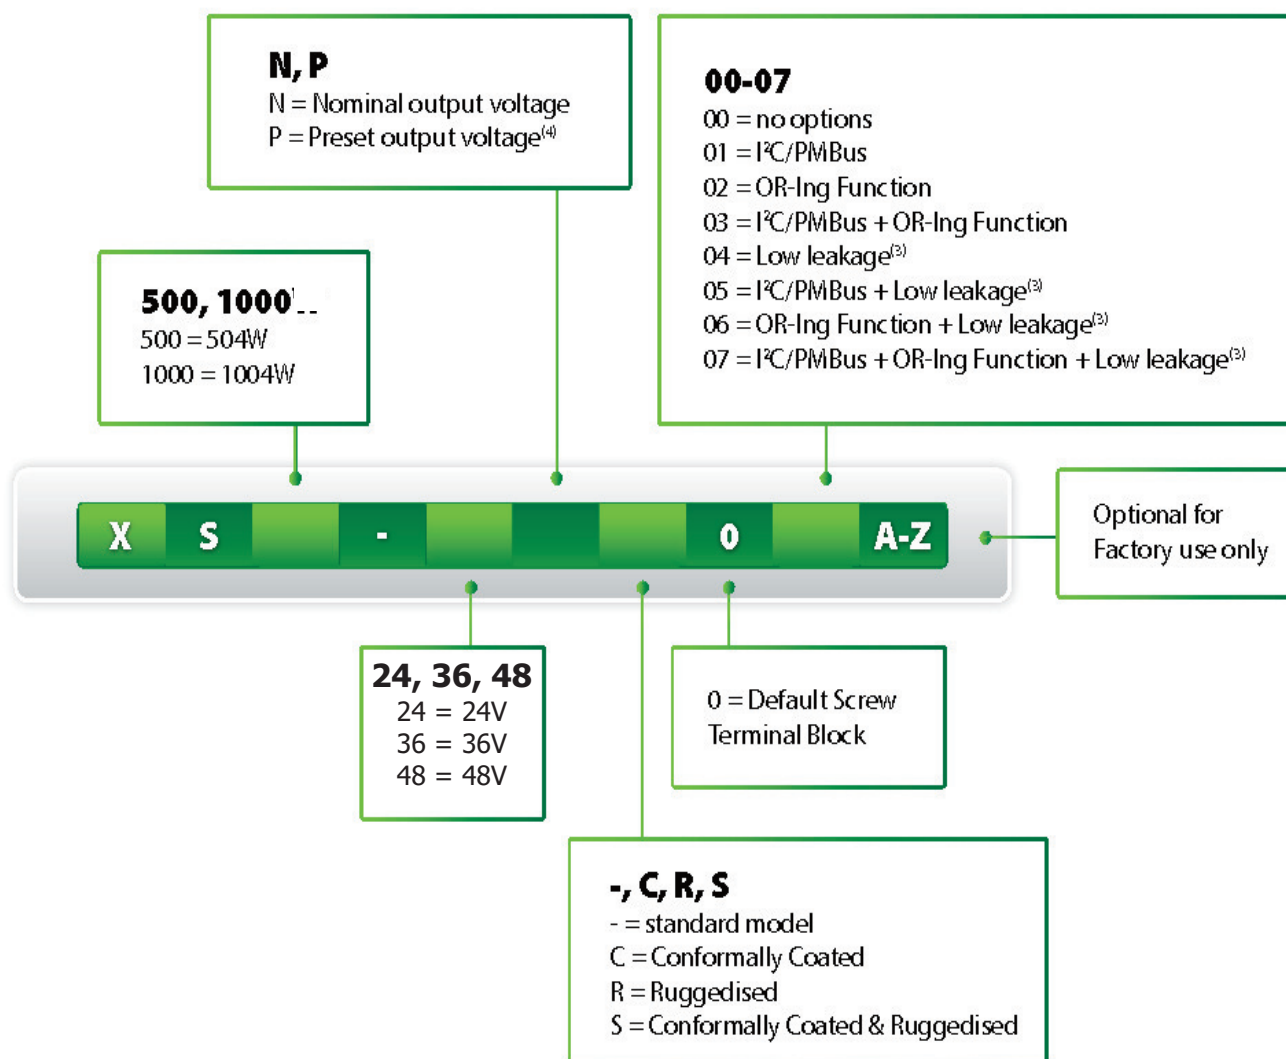 N, P
N = Nominal output voltage
P = Preset output voltage(4)
00-07
00 = no options
01 = I²C/PMBus
02 = OR-Ing Function
03 = I²C/PMBus + OR-Ing Function
04 = Low leakage(3)
05 = I²C/PMBus + Low leakage(3)
06 = OR-Ing Function + Low leakage(3)
07 = I²C/PMBus + OR-Ing Function + Low leakage(3)
500, 1000
500 = 504W
1000 = 1004W
X S - 0 A-Z
Optional for
Factory use only
24, 36, 48
24 = 24V
36 = 36V
48 = 48V
0 = Default Screw
Terminal Block
-, C, R, S
- = standard model
C = Conformally Coated
R = Ruggedised
S = Conformally Coated & Ruggedised